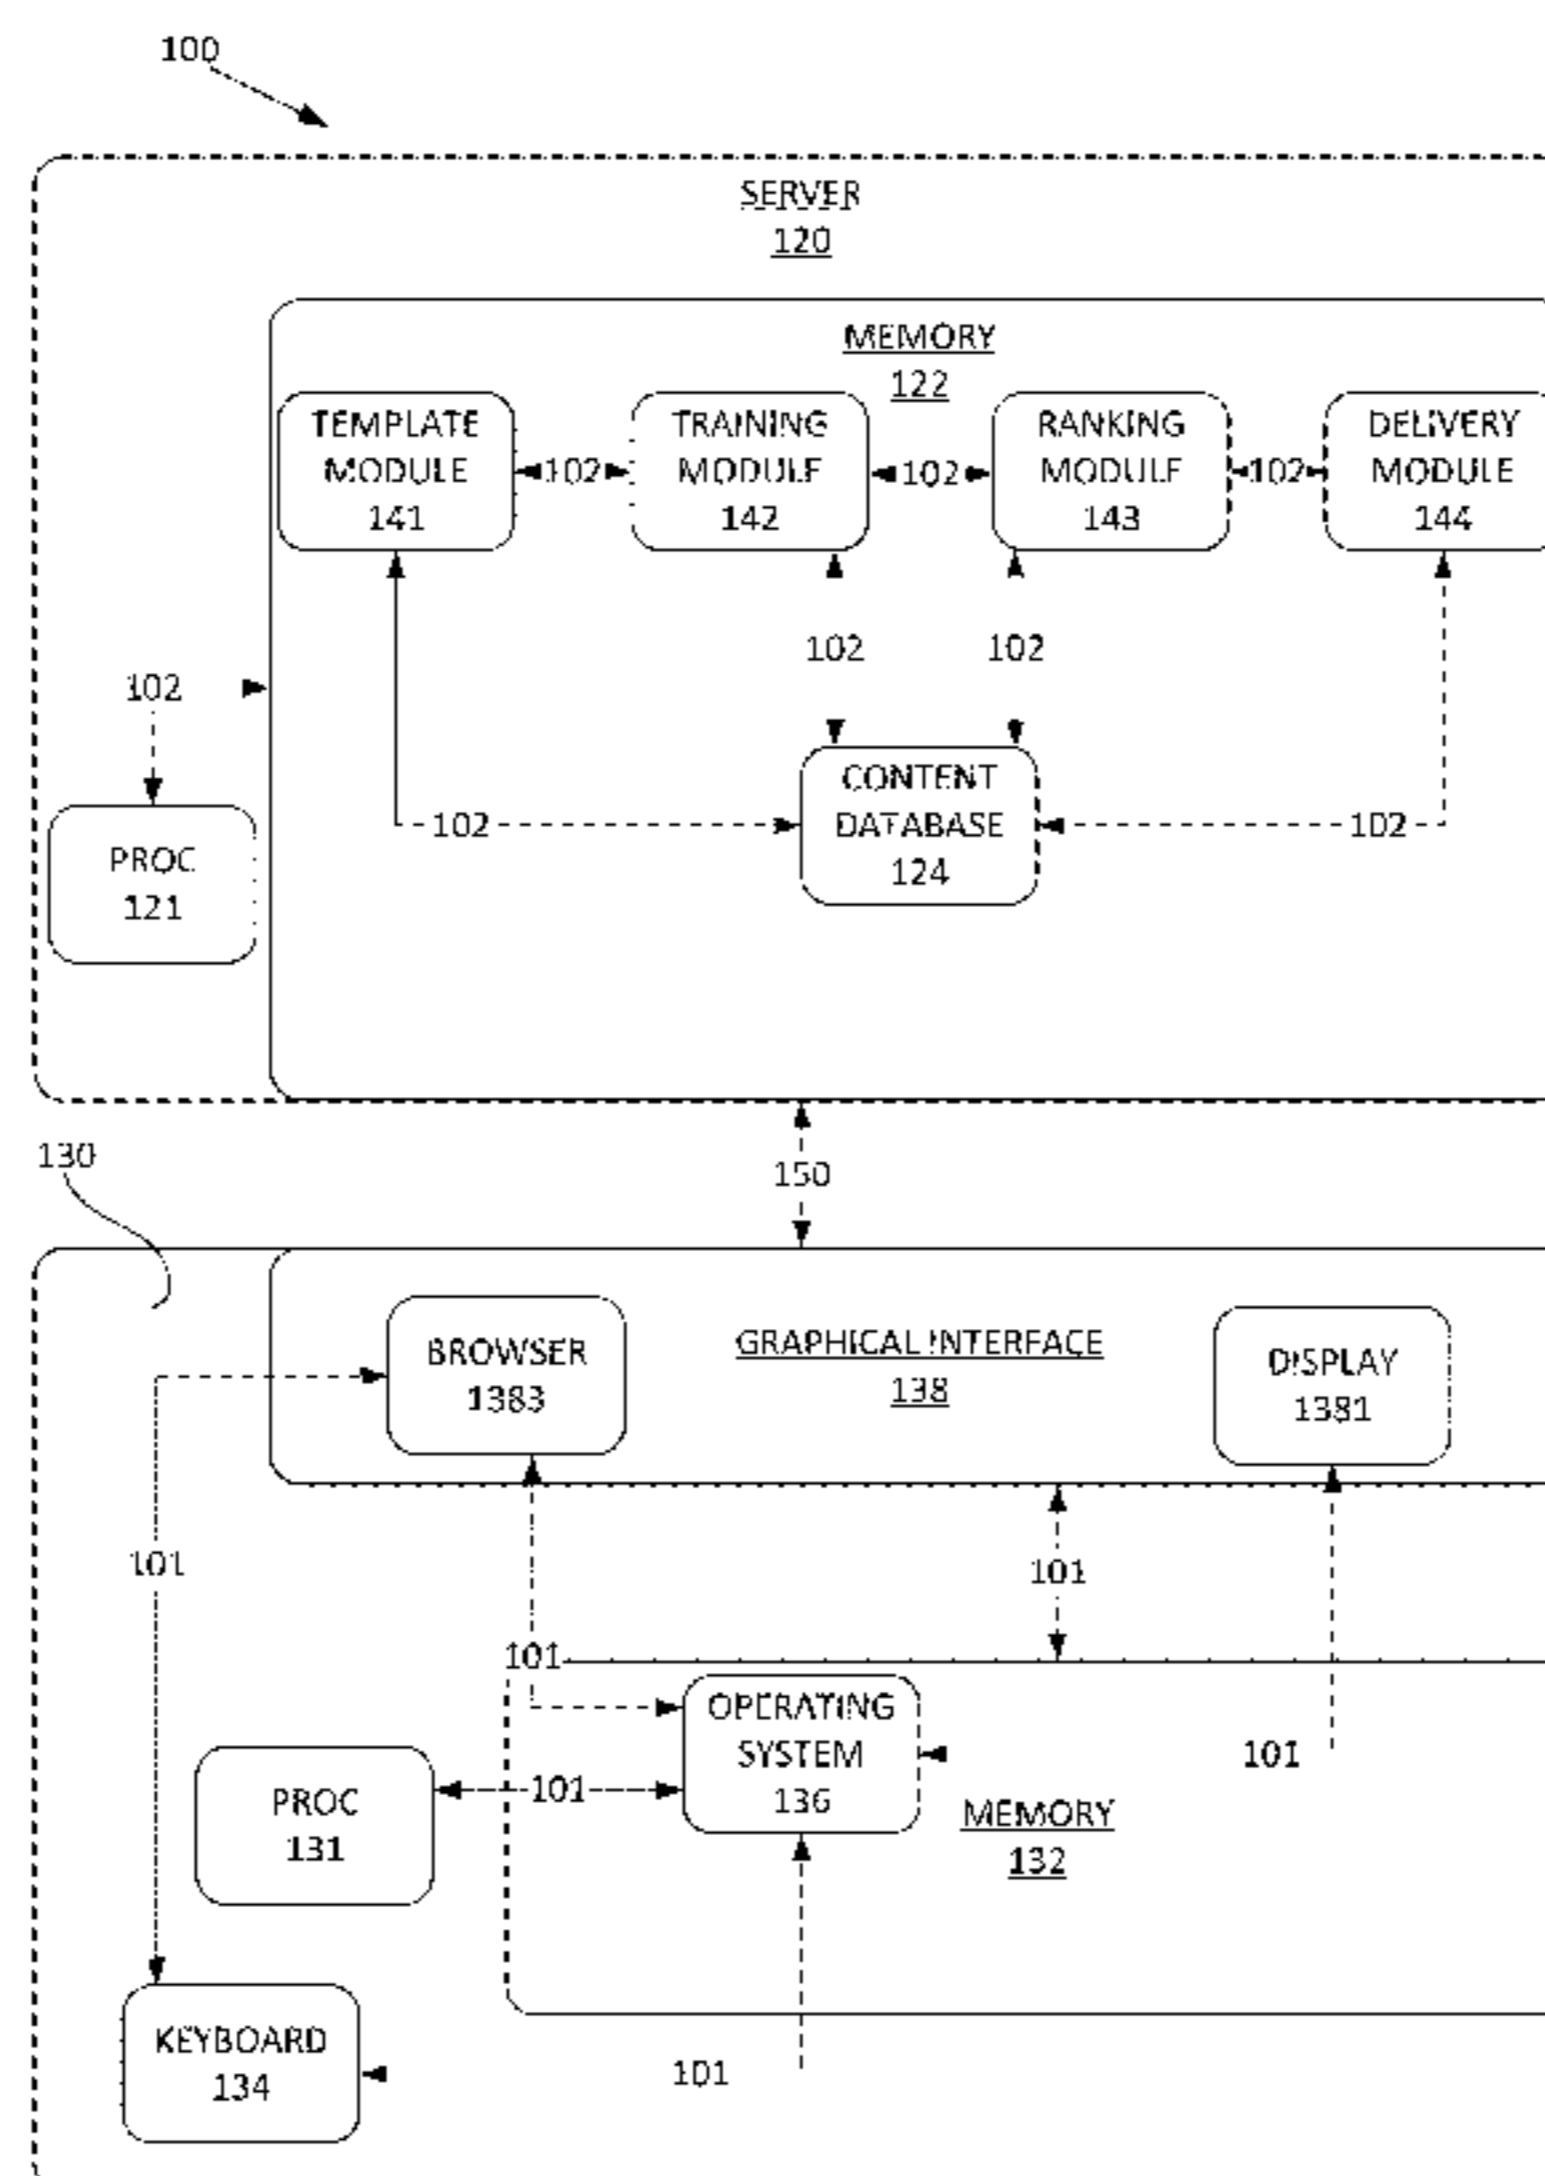 100
SERVER
120
MEMORY
122
TEMPLATE
MODULE
141
102
TRAINING
MODULE
142
102
RANKING
MODULE
143
102
DELIVERY
MODULE
144
102
102
102
CONTENT
DATABASE
124
102
102
PROC
121
130
150
BROWSER
1383
GRAPHICAL INTERFACE
138
DISPLAY
1381
101
101
101
OPERATING
SYSTEM
136
101
101
PROC
131
MEMORY
132
KEYBOARD
134
101